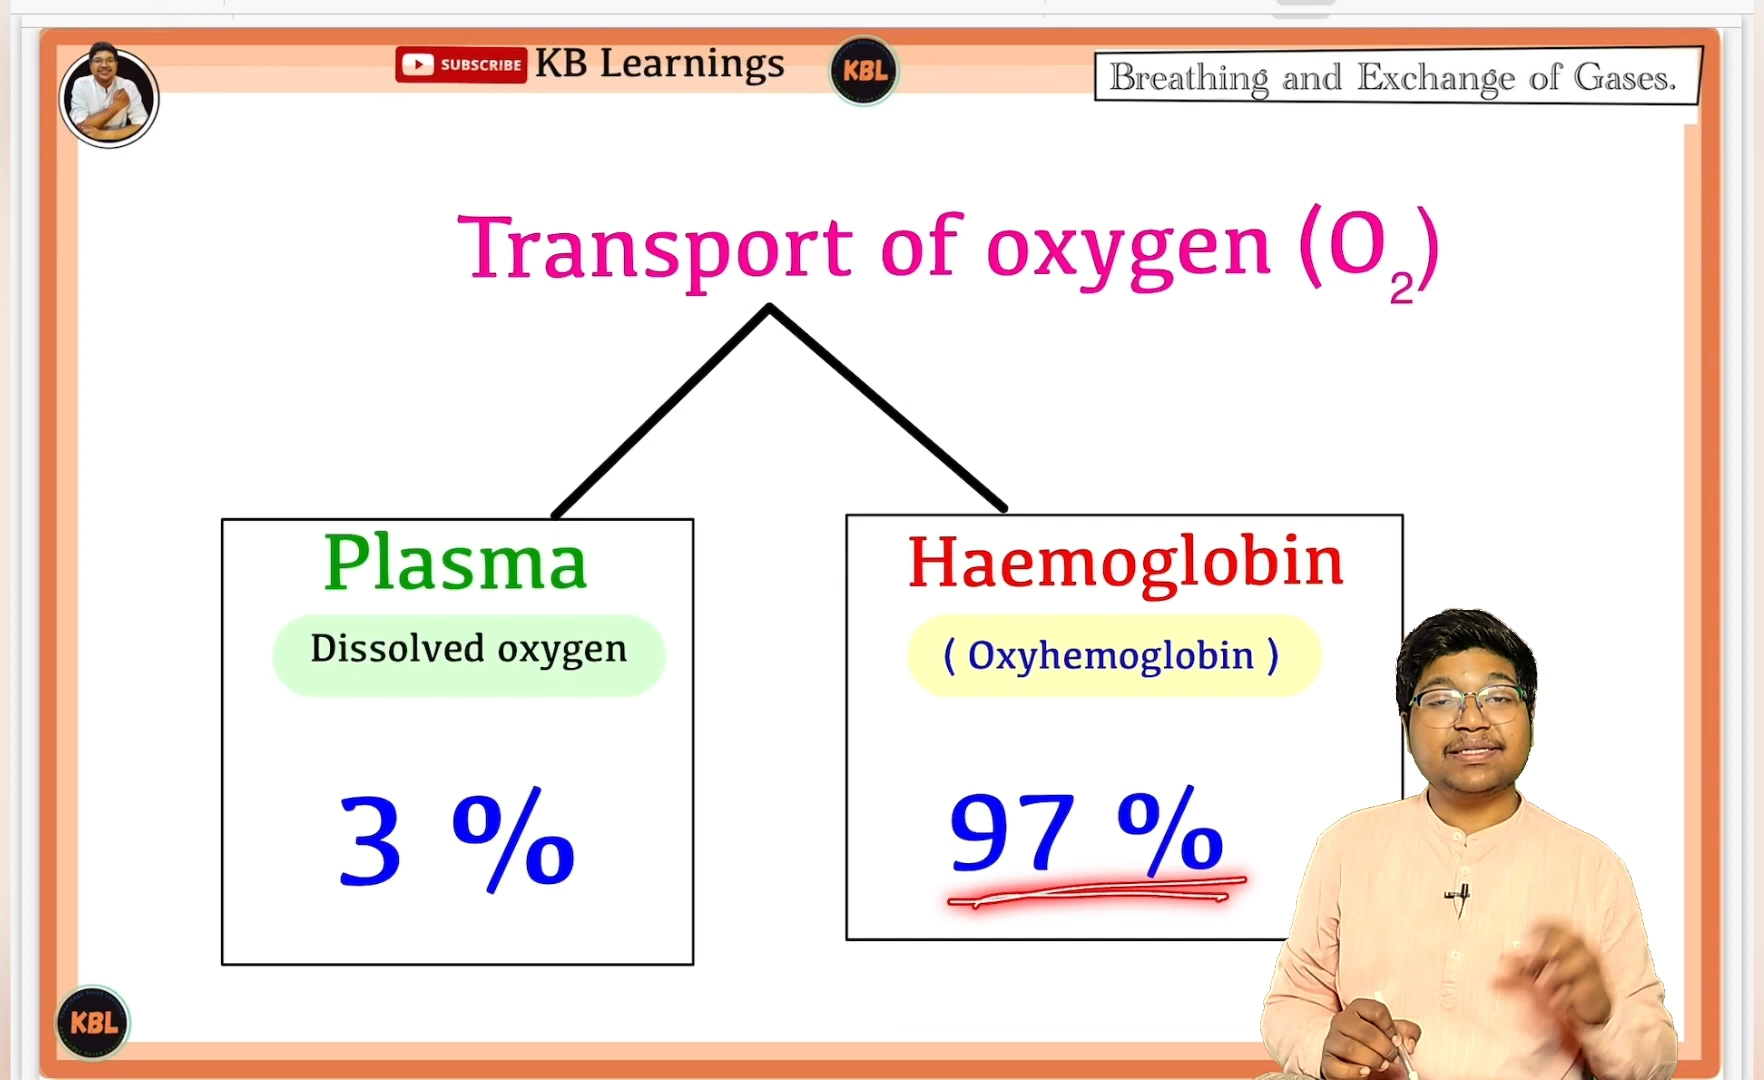 SUBSCRIBE KB Learnings
KBL
Breathing and Exchange of Gases.
Transport of oxygen (O₂)
Plasma
Dissolved oxygen
3 %
Haemoglobin
( Oxyhemoglobin )
97 %
KBL